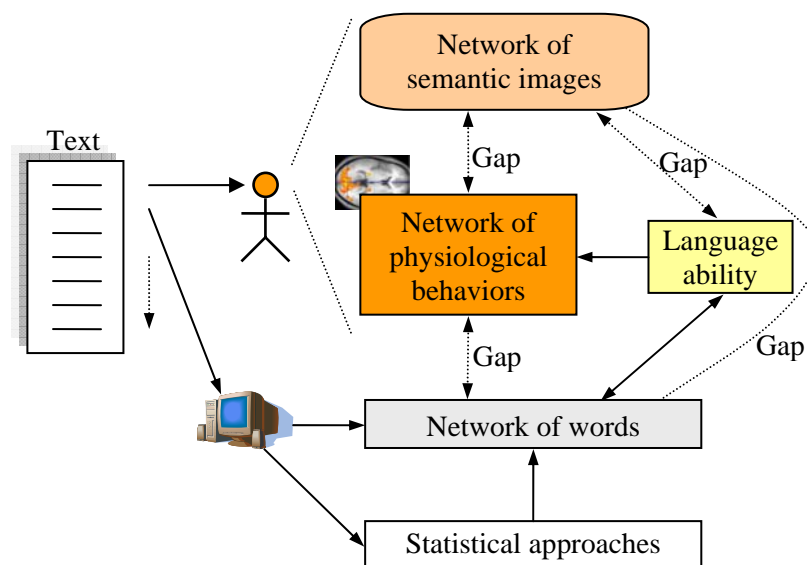 Network of
semantic images
Text
Gap
Gap
Network of
physiological
behaviors
Language
ability
Gap
Gap
Network of words
Statistical approaches